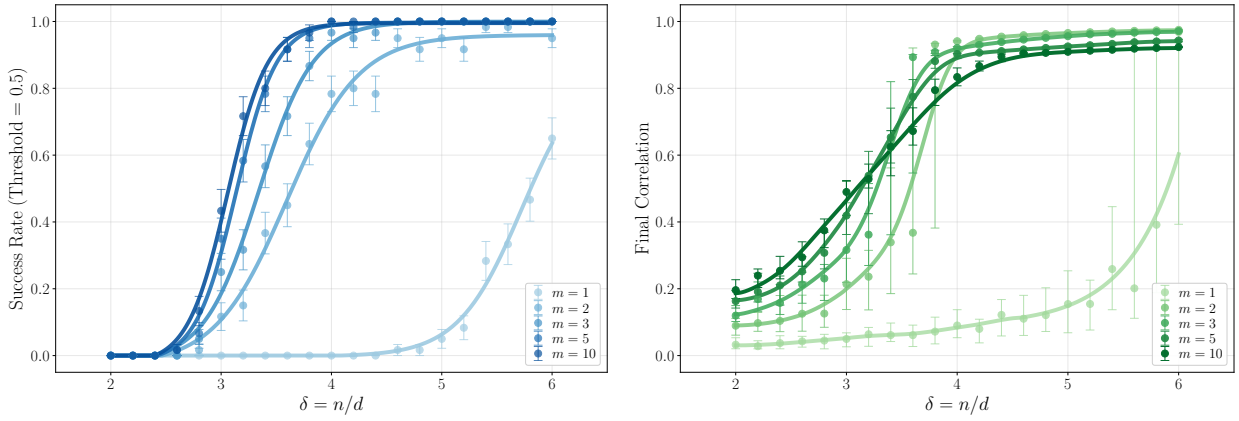 Success Rate (Threshold = 0.5)
1.0
0.8
0.6
0.4
0.2
0.0
2 3 4 5 6
δ = n/d
m = 1
m = 2
m = 3
m = 5
m = 10
Final Correlation
1.0
0.8
0.6
0.4
0.2
0.0
2 3 4 5 6
δ = n/d
m = 1
m = 2
m = 3
m = 5
m = 10